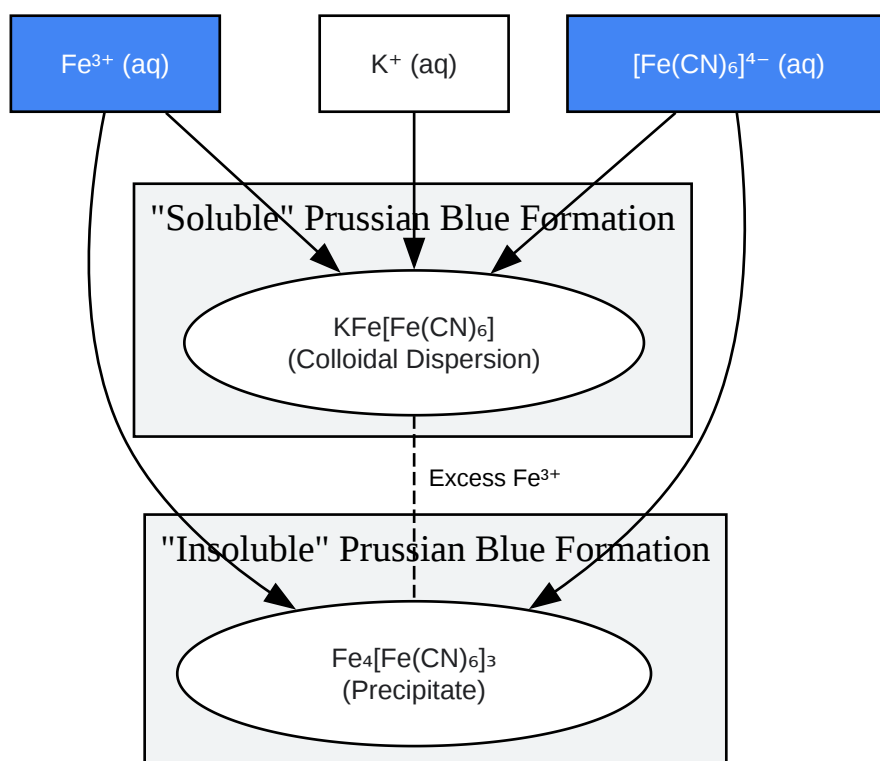 Fe³⁺ (aq)
K⁺ (aq)
[Fe(CN)₆]⁴⁻ (aq)
"Soluble" Prussian Blue Formation
KFe[Fe(CN)₆]
(Colloidal Dispersion)
Excess Fe³⁺
"Insoluble" Prussian Blue Formation
Fe₄[Fe(CN)₆]₃
(Precipitate)